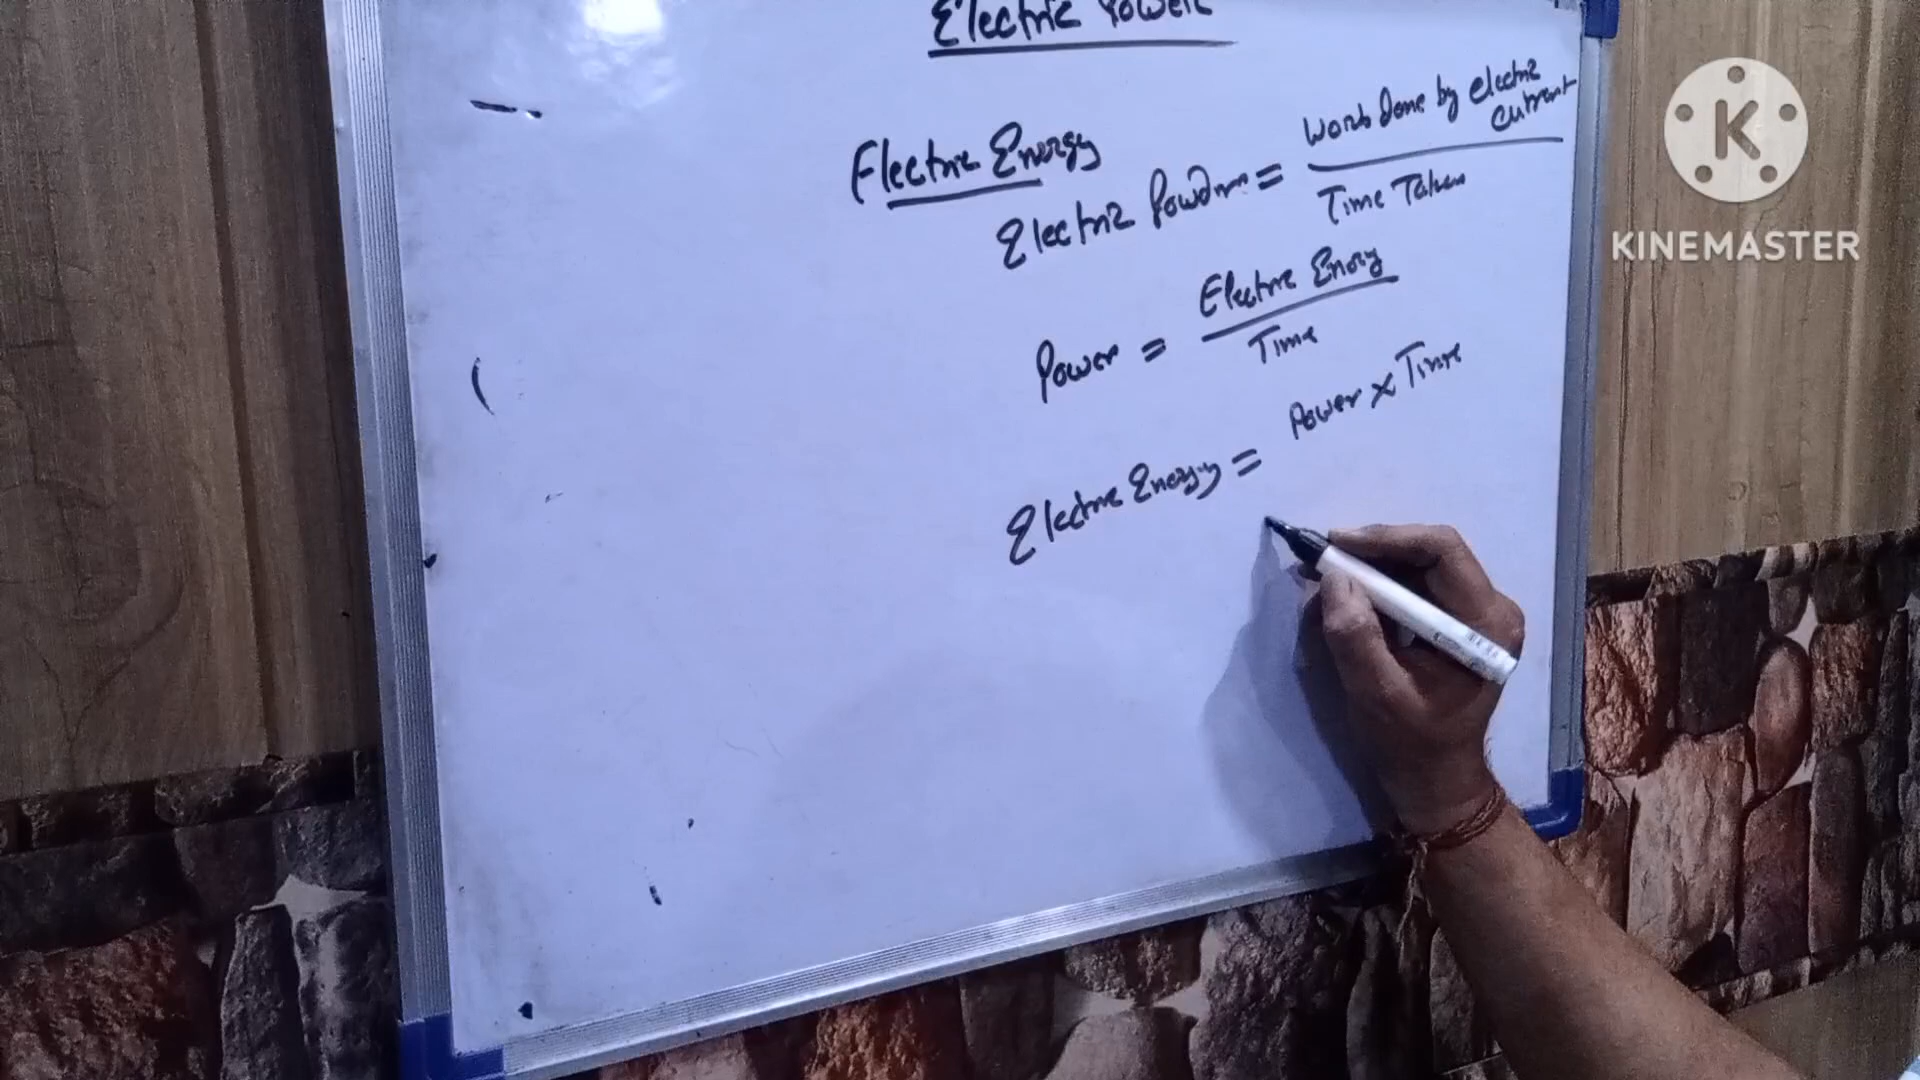 Electric Power
Electric Energy
Electric Power = Work done by electric current / Time Taken
Power = Electric Energy / Time
Electric Energy = Power × Time
K
KINEMASTER